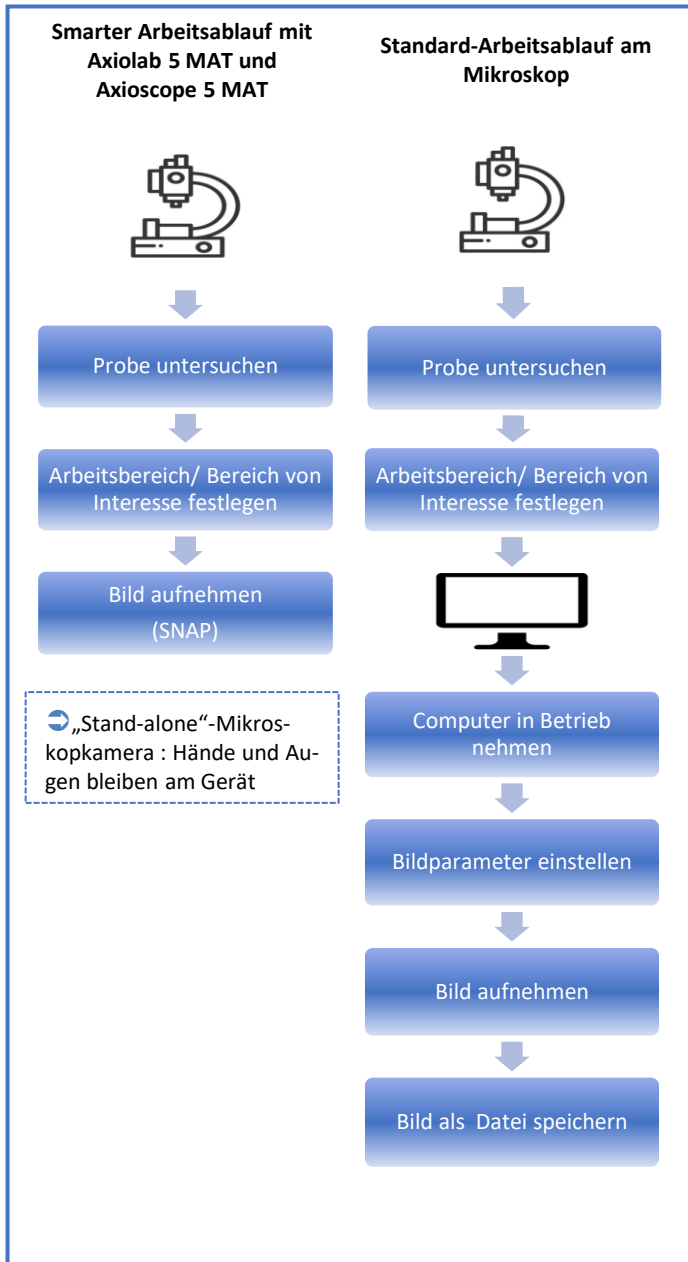 Smarter Arbeitsablauf mit
Axiolab 5 MAT und
Axioscope 5 MAT
Probe untersuchen
Arbeitsbereich/ Bereich von
Interesse festlegen
Bild aufnehmen
(SNAP)
„Stand-alone“-Mikros-
kopkamera : Hände und Au-
gen bleiben am Gerät
Standard-Arbeitsablauf am
Mikroskop
Probe untersuchen
Arbeitsbereich/ Bereich von
Interesse festlegen
Computer in Betrieb
nehmen
Bildparameter einstellen
Bild aufnehmen
Bild als  Datei speichern